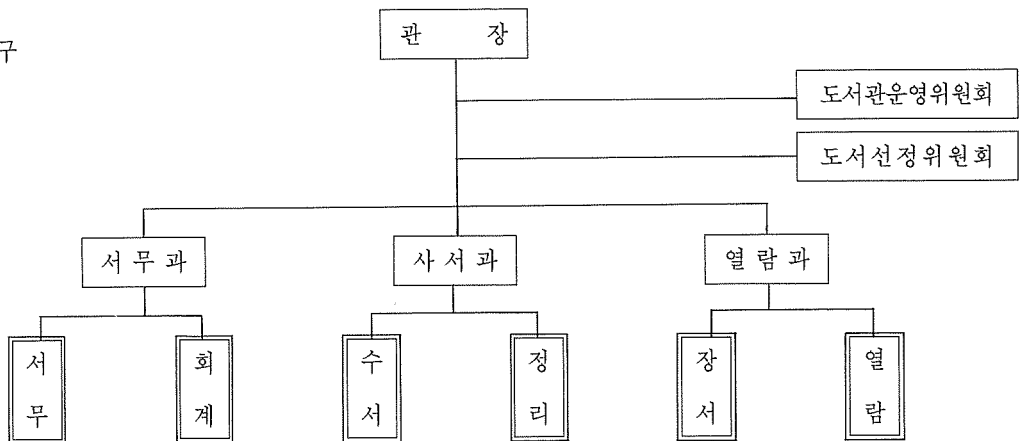 구
관 장
도서관운영위원회
도서선정위원회
서무과 사서과 열람과
서무 회계 수서 정리 장서 열람